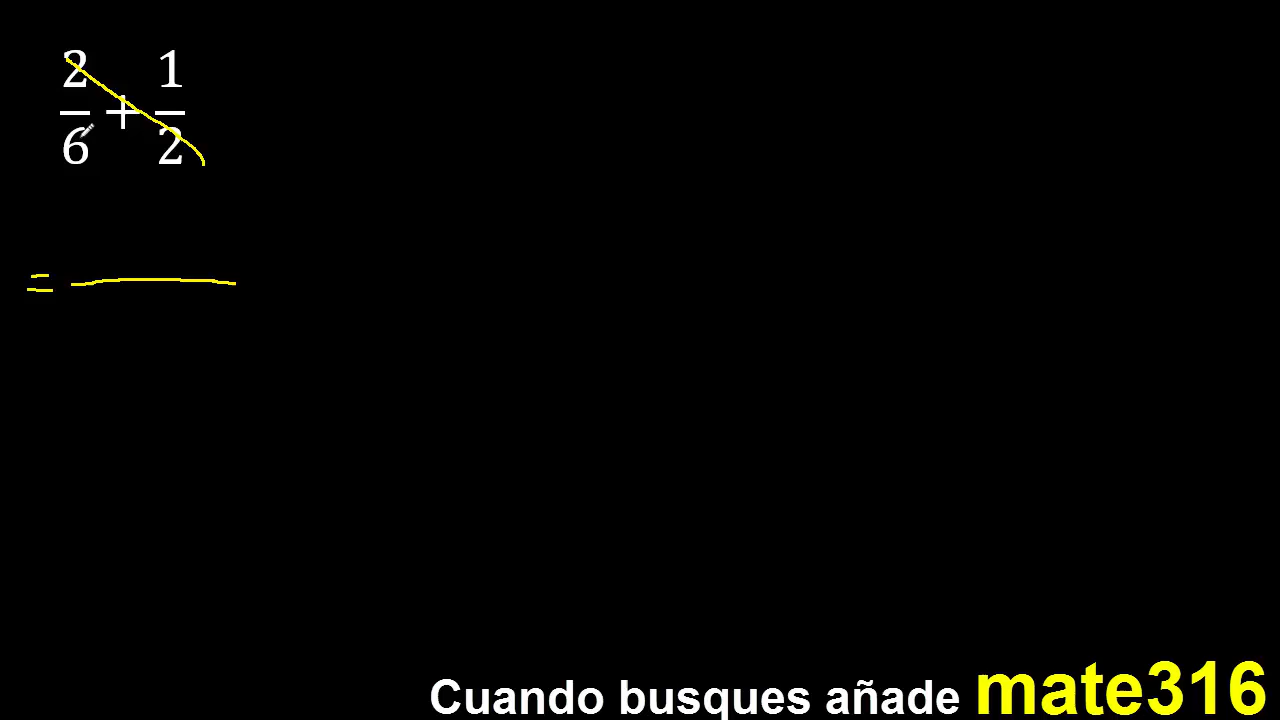 2/6 + 1/2
=
Cuando busques añade mate316